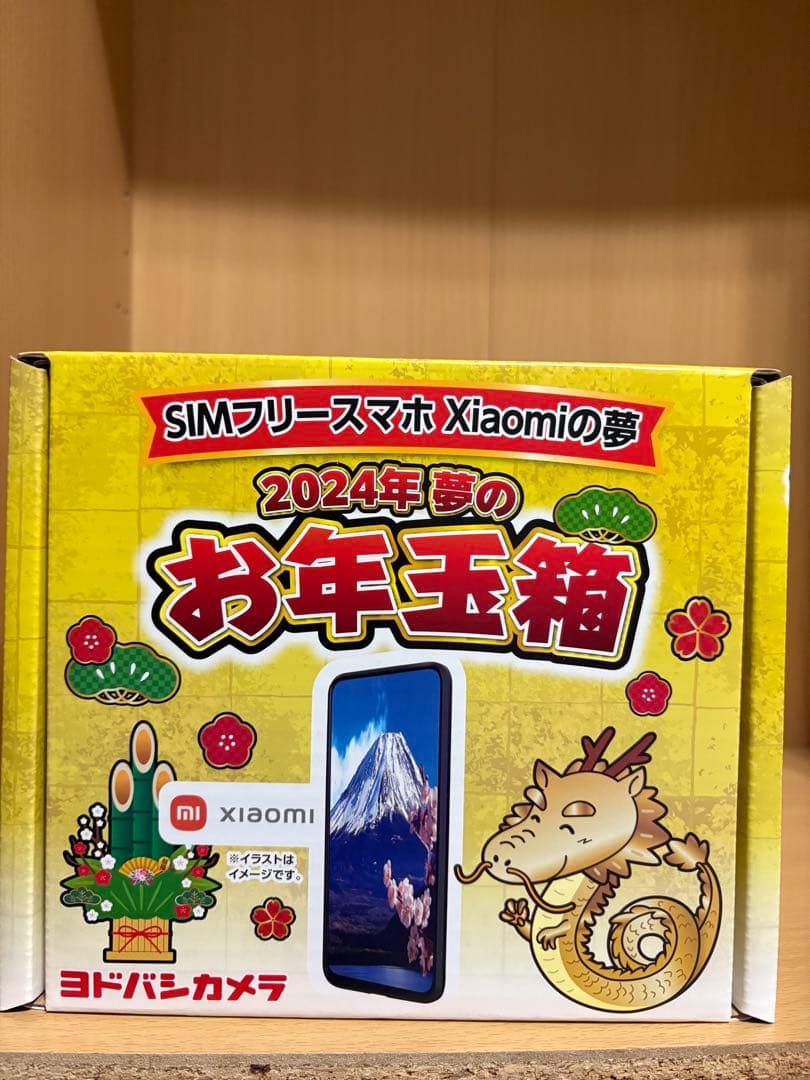 SIMフリースマホ Xiaomiの夢
2024年 夢の
お年玉箱
mi xiaomi
※イラストは
イメージです。
ヨドバシカメラ